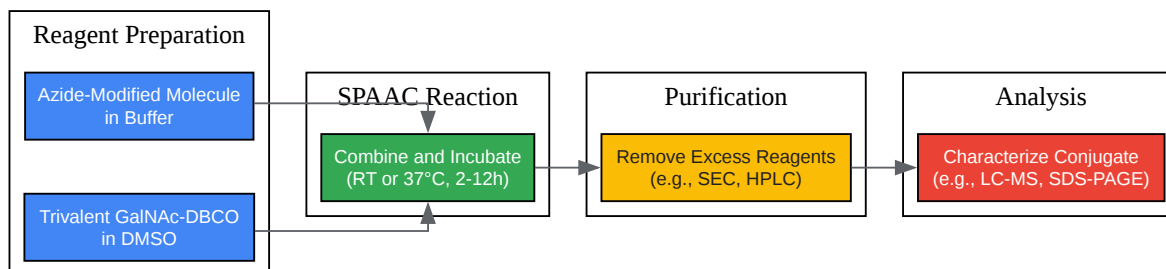 Reagent Preparation
Azide-Modified Molecule
in Buffer
Trivalent GalNAc-DBCO
in DMSO
SPAAC Reaction
Combine and Incubate
(RT or 37°C, 2-12h)
Purification
Remove Excess Reagents
(e.g., SEC, HPLC)
Analysis
Characterize Conjugate
(e.g., LC-MS, SDS-PAGE)